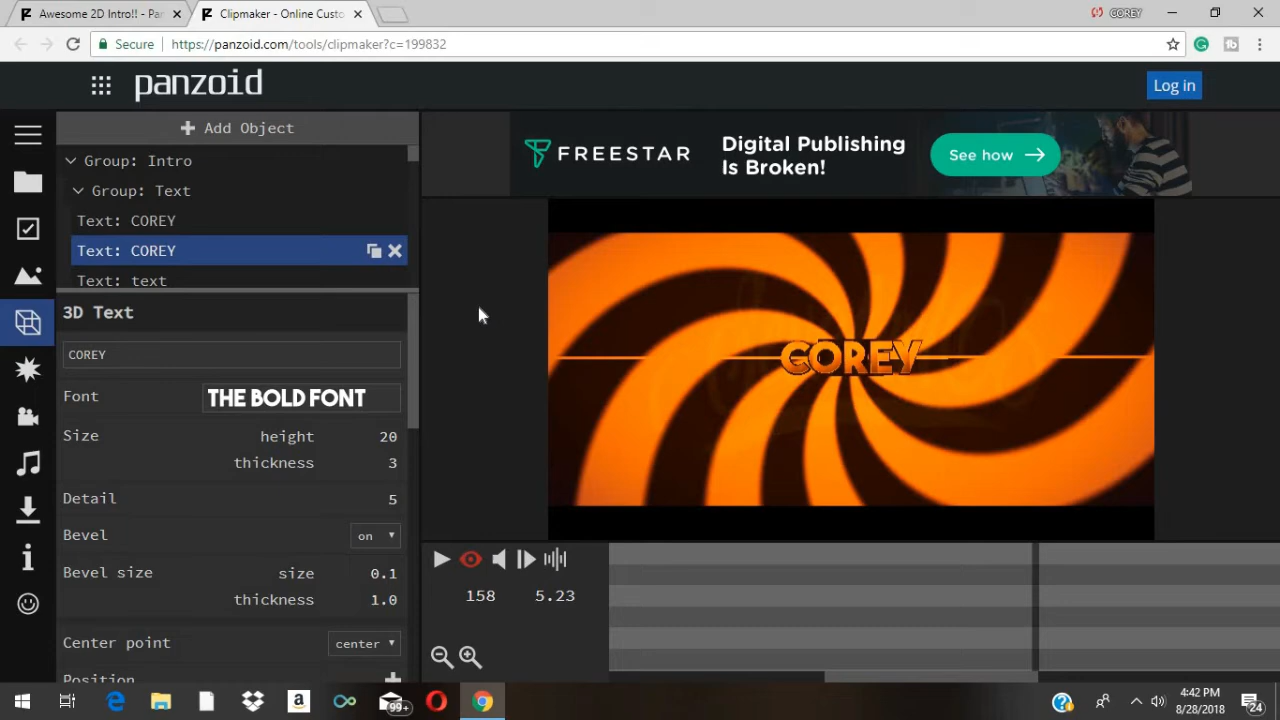 Awesome 2D Intro!! - Pan
Clipmaker - Online Custo
COREY
Secure
https://panzoid.com/tools/clipmaker?c=199832
panzoid
Log in
Add Object
Group: Intro
Group: Text
Text: COREY
Text: COREY
Text: text
FREESTAR
Digital Publishing
Is Broken!
See how
3D Text
COREY
Font
THE BOLD FONT
Size
height
20
thickness
3
Detail
5
Bevel
on
Bevel size
size
0.1
thickness
1.0
Center point
center
Position
COREY
158
5.23
99+
4:42 PM
8/28/2018
24